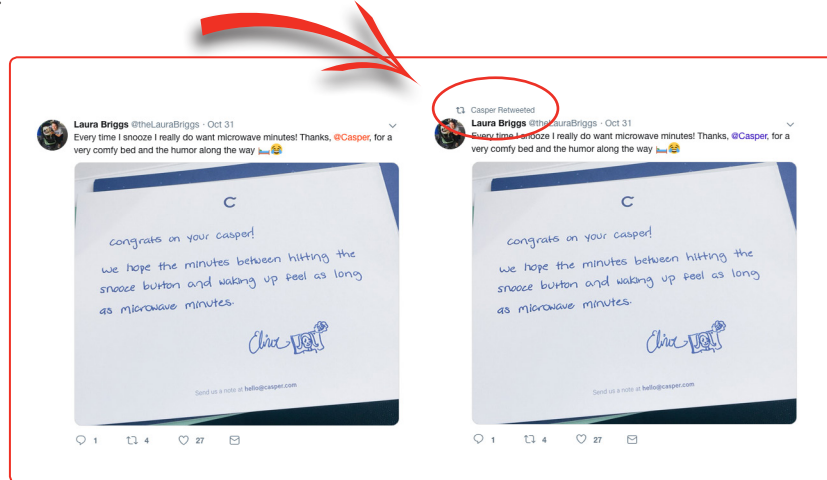 Laura Briggs @theLauraBriggs · Oct 31
Every time I snooze I really do want microwave minutes! Thanks, @Casper, for a
very comfy bed and the humor along the way 🛏️😂
C
congrats on your casper!
we hope the minutes between hitting the
snooze button and waking up feel as long
as microwave minutes.
Send us a note at hello@casper.com
1 4 27
Casper Retweeted
Laura Briggs @theLauraBriggs · Oct 31
Every time I snooze I really do want microwave minutes! Thanks, @Casper, for a
very comfy bed and the humor along the way 🛏️😂
C
congrats on your casper!
we hope the minutes between hitting the
snooze button and waking up feel as long
as microwave minutes.
Send us a note at hello@casper.com
1 4 27